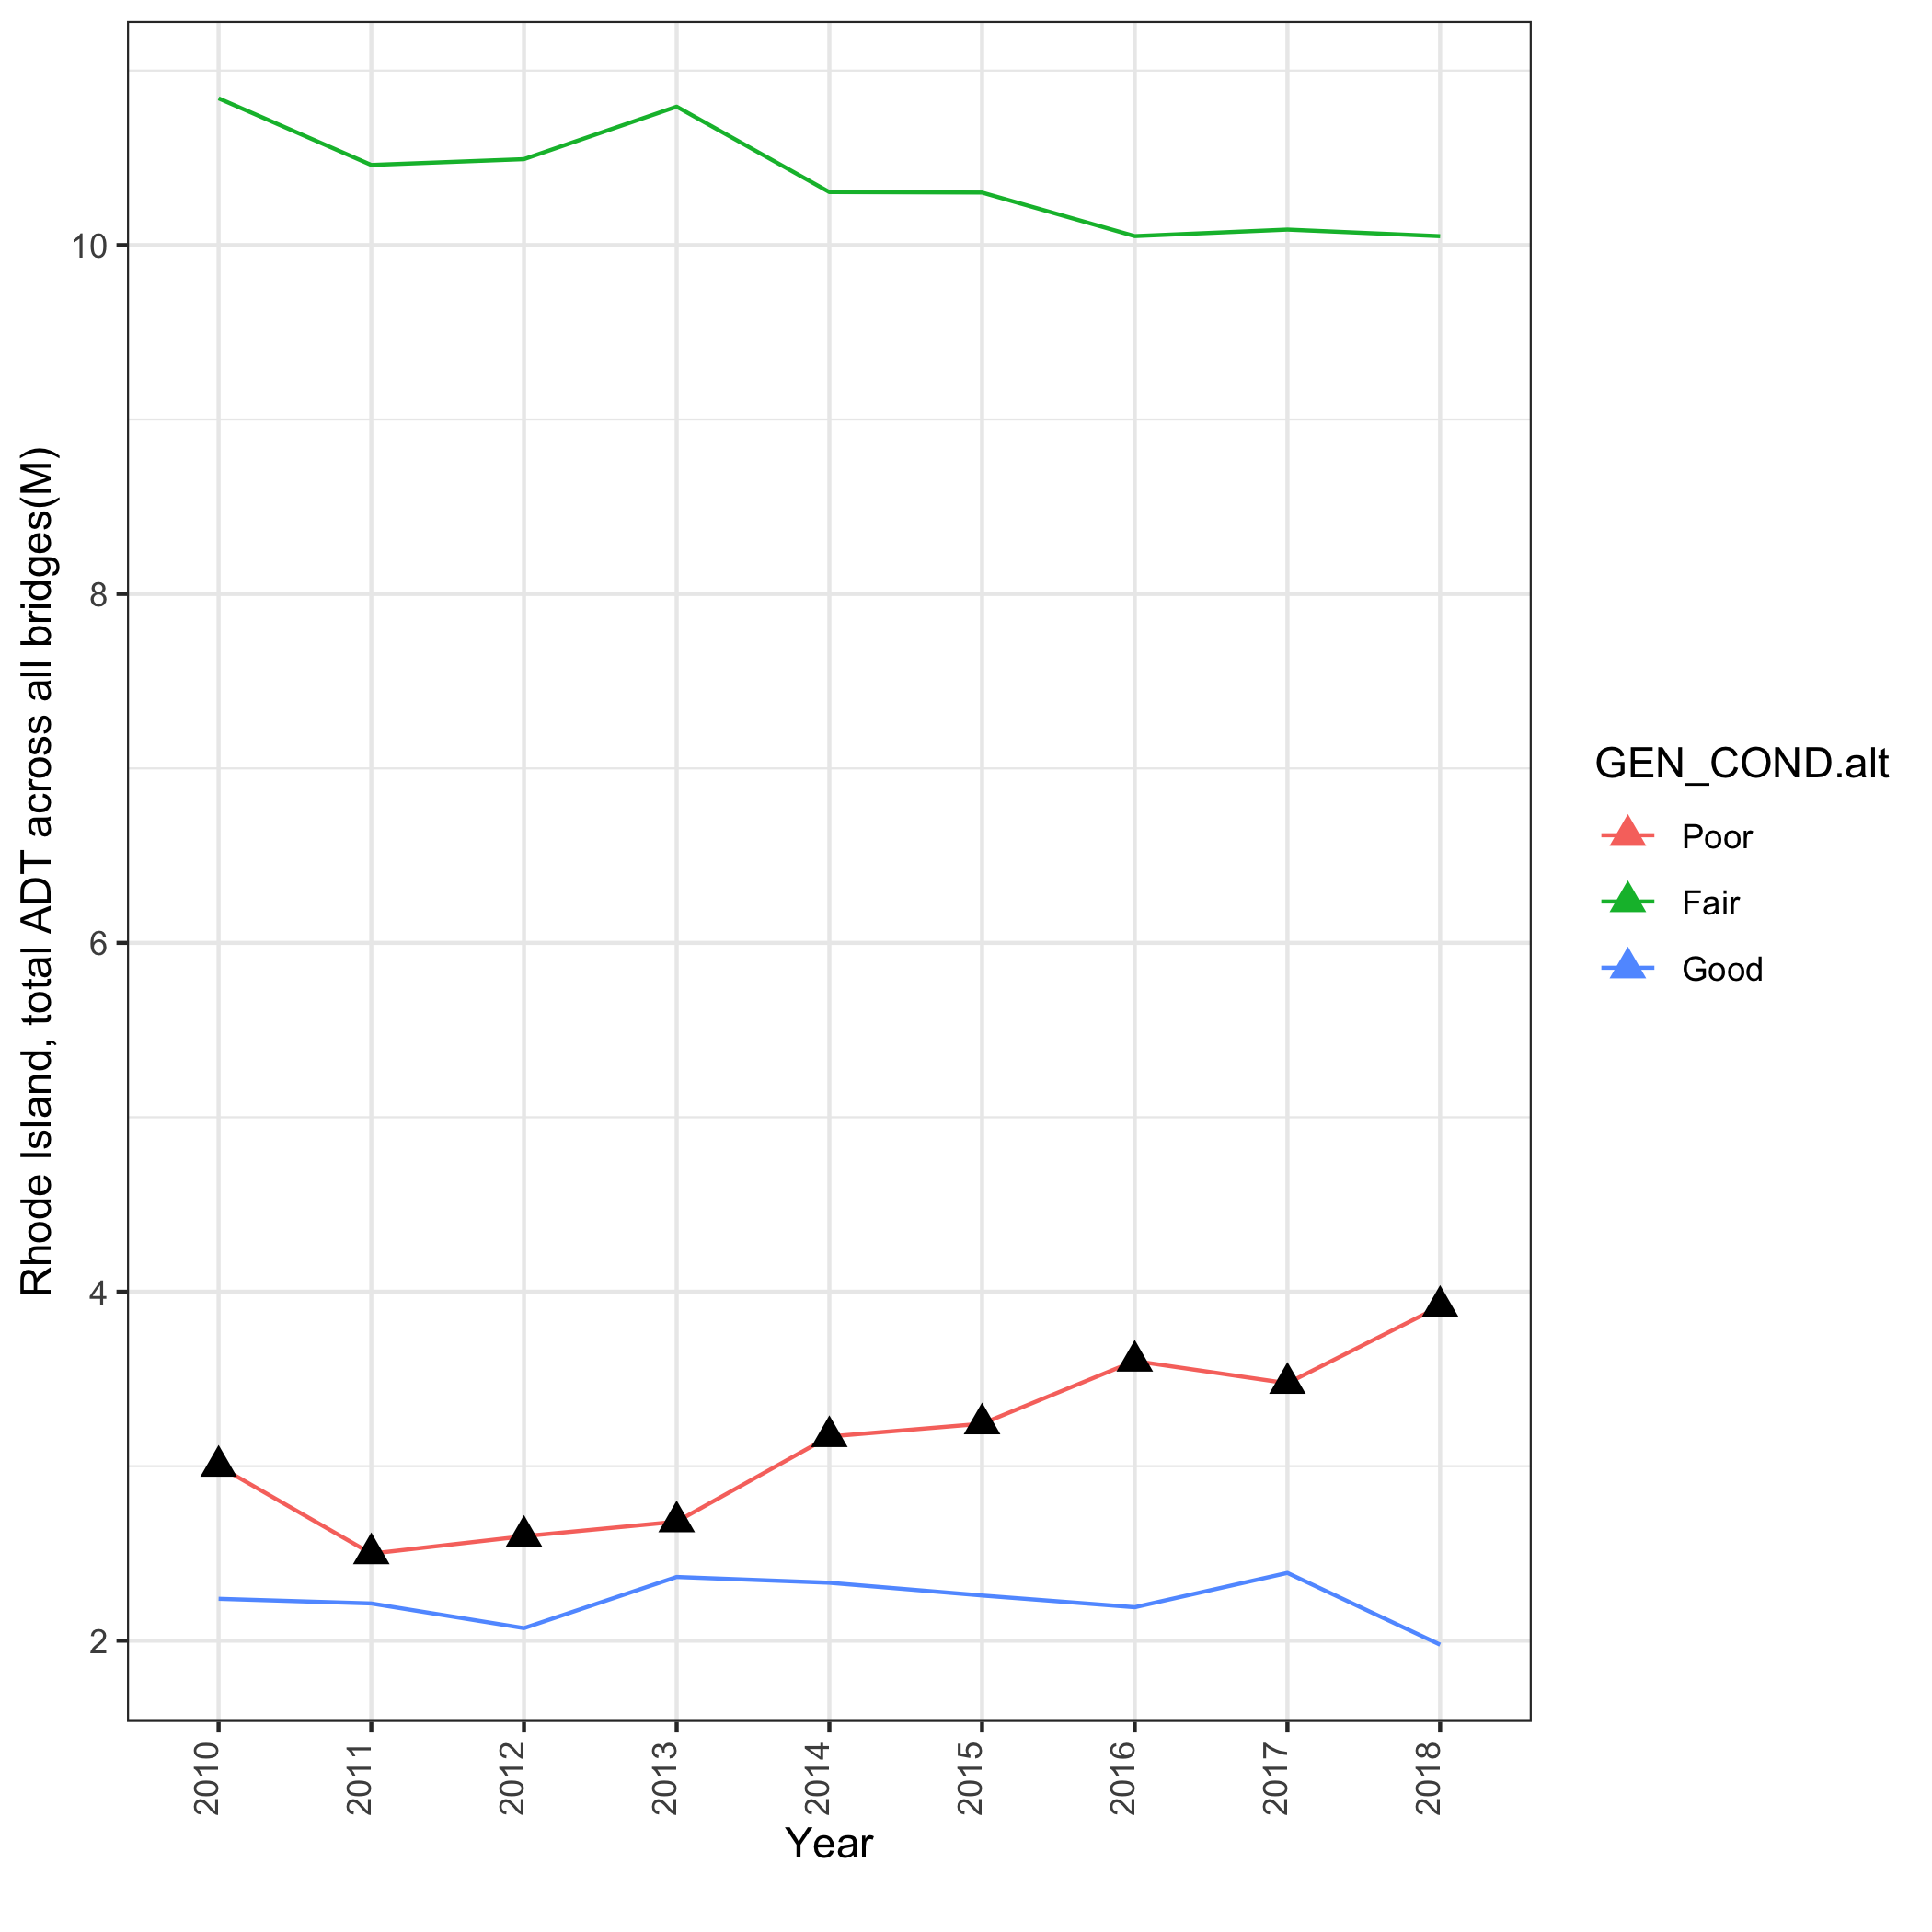 Rhode Island, total ADT across all bridges(M)
10
8
6
4
2
2010
2011
2012
2013
2014
2015
2016
2017
2018
Year
GEN_COND.alt
Poor
Fair
Good